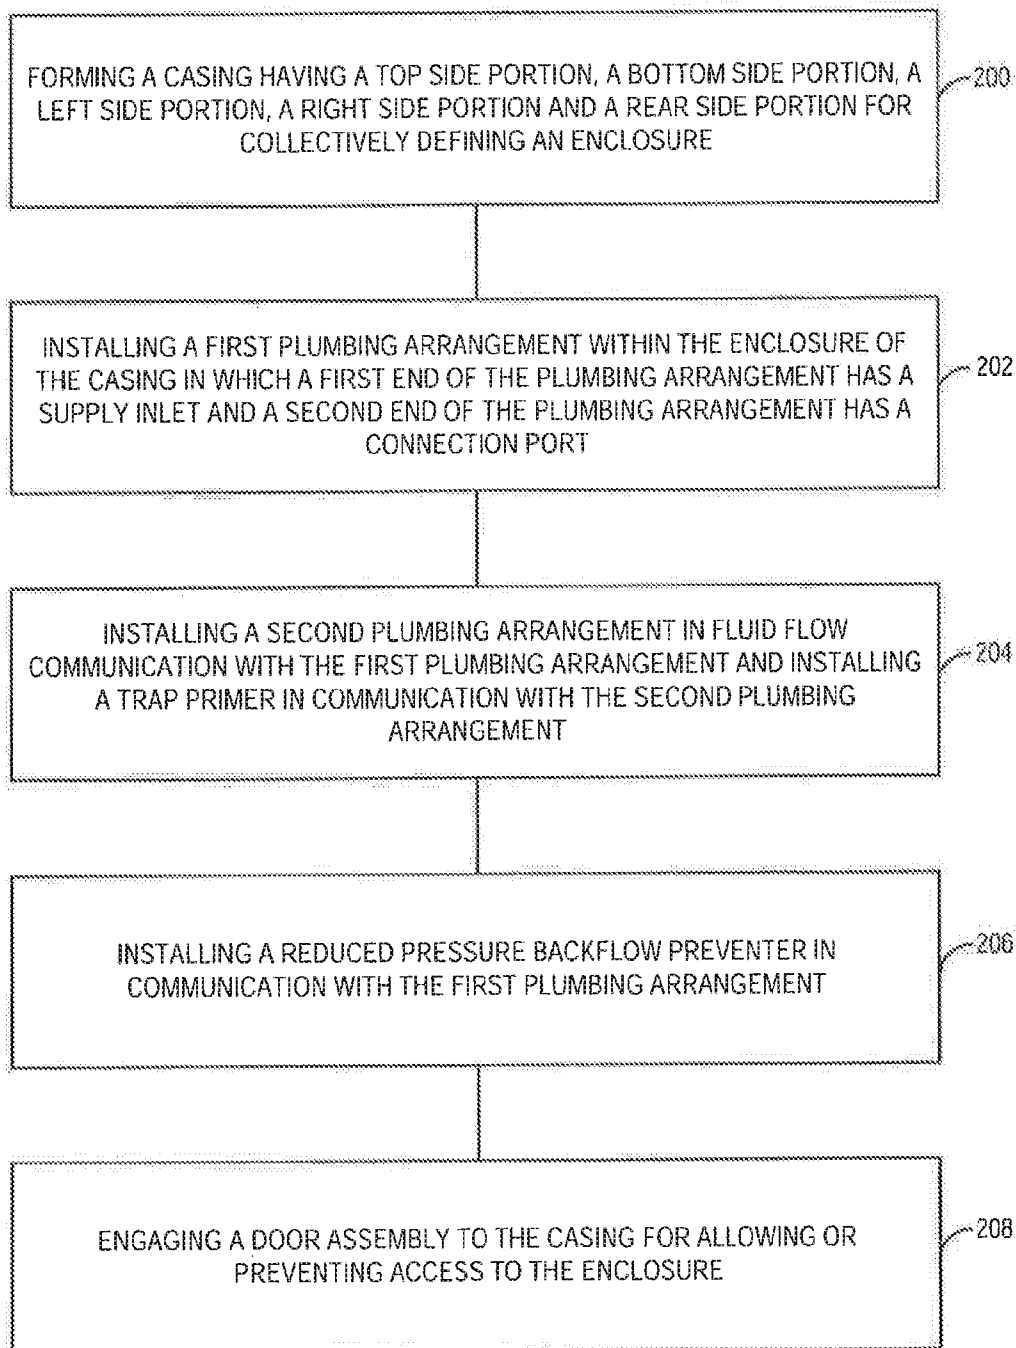 FORMING A CASING HAVING A TOP SIDE PORTION, A BOTTOM SIDE PORTION, A
LEFT SIDE PORTION, A RIGHT SIDE PORTION AND A REAR SIDE PORTION FOR
COLLECTIVELY DEFINING AN ENCLOSURE
200
INSTALLING A FIRST PLUMBING ARRANGEMENT WITHIN THE ENCLOSURE OF
THE CASING IN WHICH A FIRST END OF THE PLUMBING ARRANGEMENT HAS A
SUPPLY INLET AND A SECOND END OF THE PLUMBING ARRANGEMENT HAS A
CONNECTION PORT
202
INSTALLING A SECOND PLUMBING ARRANGEMENT IN FLUID FLOW
COMMUNICATION WITH THE FIRST PLUMBING ARRANGEMENT AND INSTALLING
A TRAP PRIMER IN COMMUNICATION WITH THE SECOND PLUMBING
ARRANGEMENT
204
INSTALLING A REDUCED PRESSURE BACKFLOW PREVENTER IN
COMMUNICATION WITH THE FIRST PLUMBING ARRANGEMENT
206
ENGAGING A DOOR ASSEMBLY TO THE CASING FOR ALLOWING OR
PREVENTING ACCESS TO THE ENCLOSURE
208